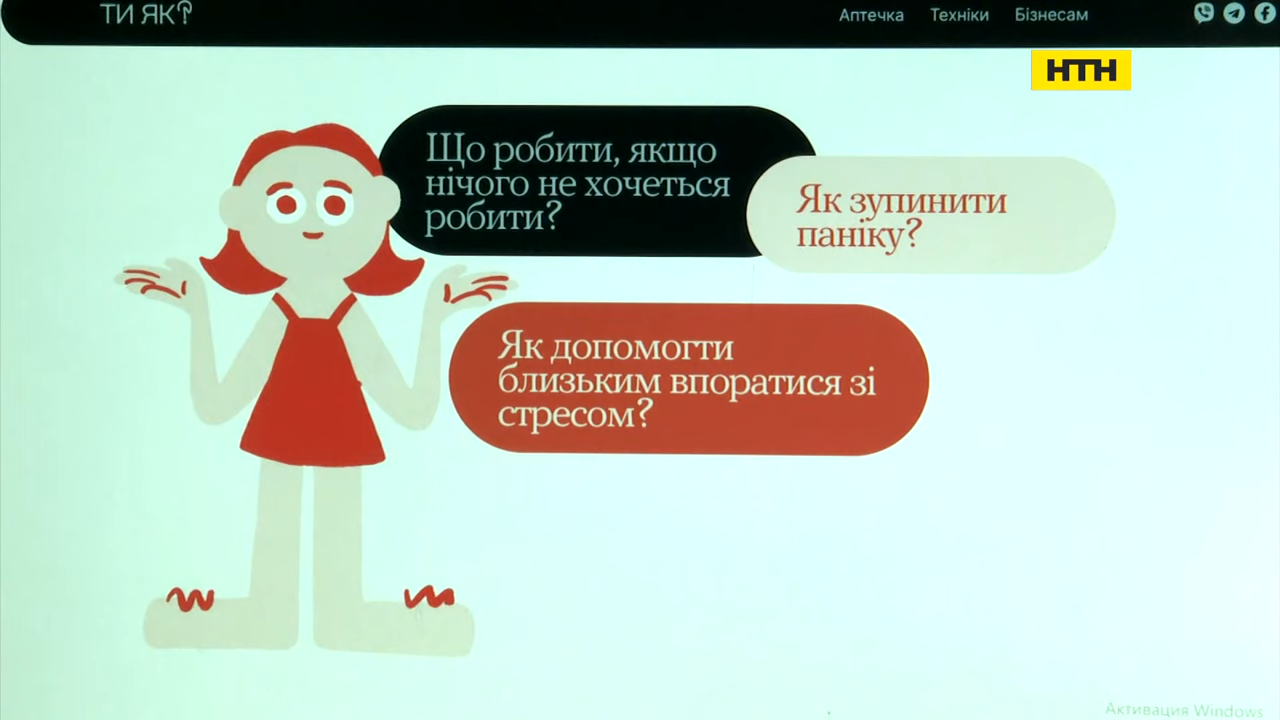 ТИ ЯК?
Аптечка Техніки Бізнесам
НТН
Що робити, якщо
нічого не хочеться
робити?
Як зупинити
паніку?
Як допомогти
близьким впоратися зі
стресом?
Активация Windows